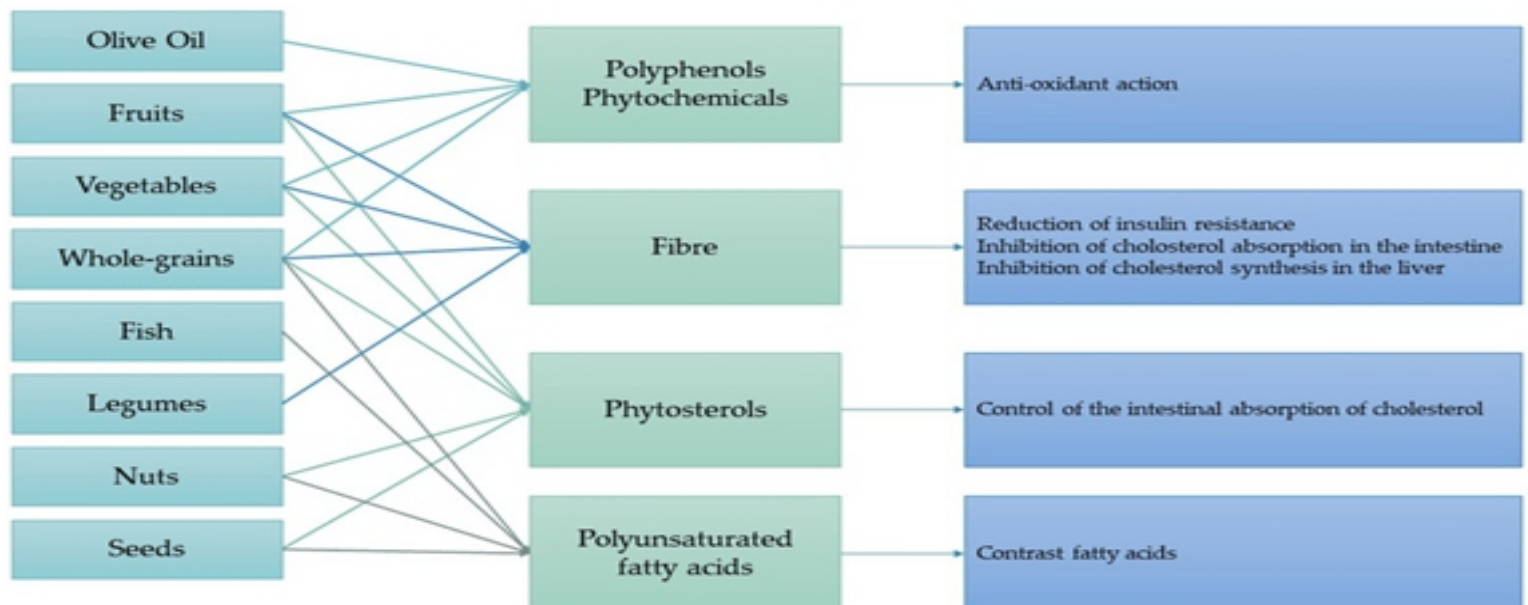 Olive Oil
Fruits
Vegetables
Whole-grains
Fish
Legumes
Nuts
Seeds
Polyphenols
Phytochemicals
Fibre
Phytosterols
Polyunsaturated
fatty acids
Anti-oxidant action
Reduction of insulin resistance
Inhibition of cholosterol absorption in the intestine
Inhibition of cholesterol synthesis in the liver
Control of the intestinal absorption of cholesterol
Contrast fatty acids